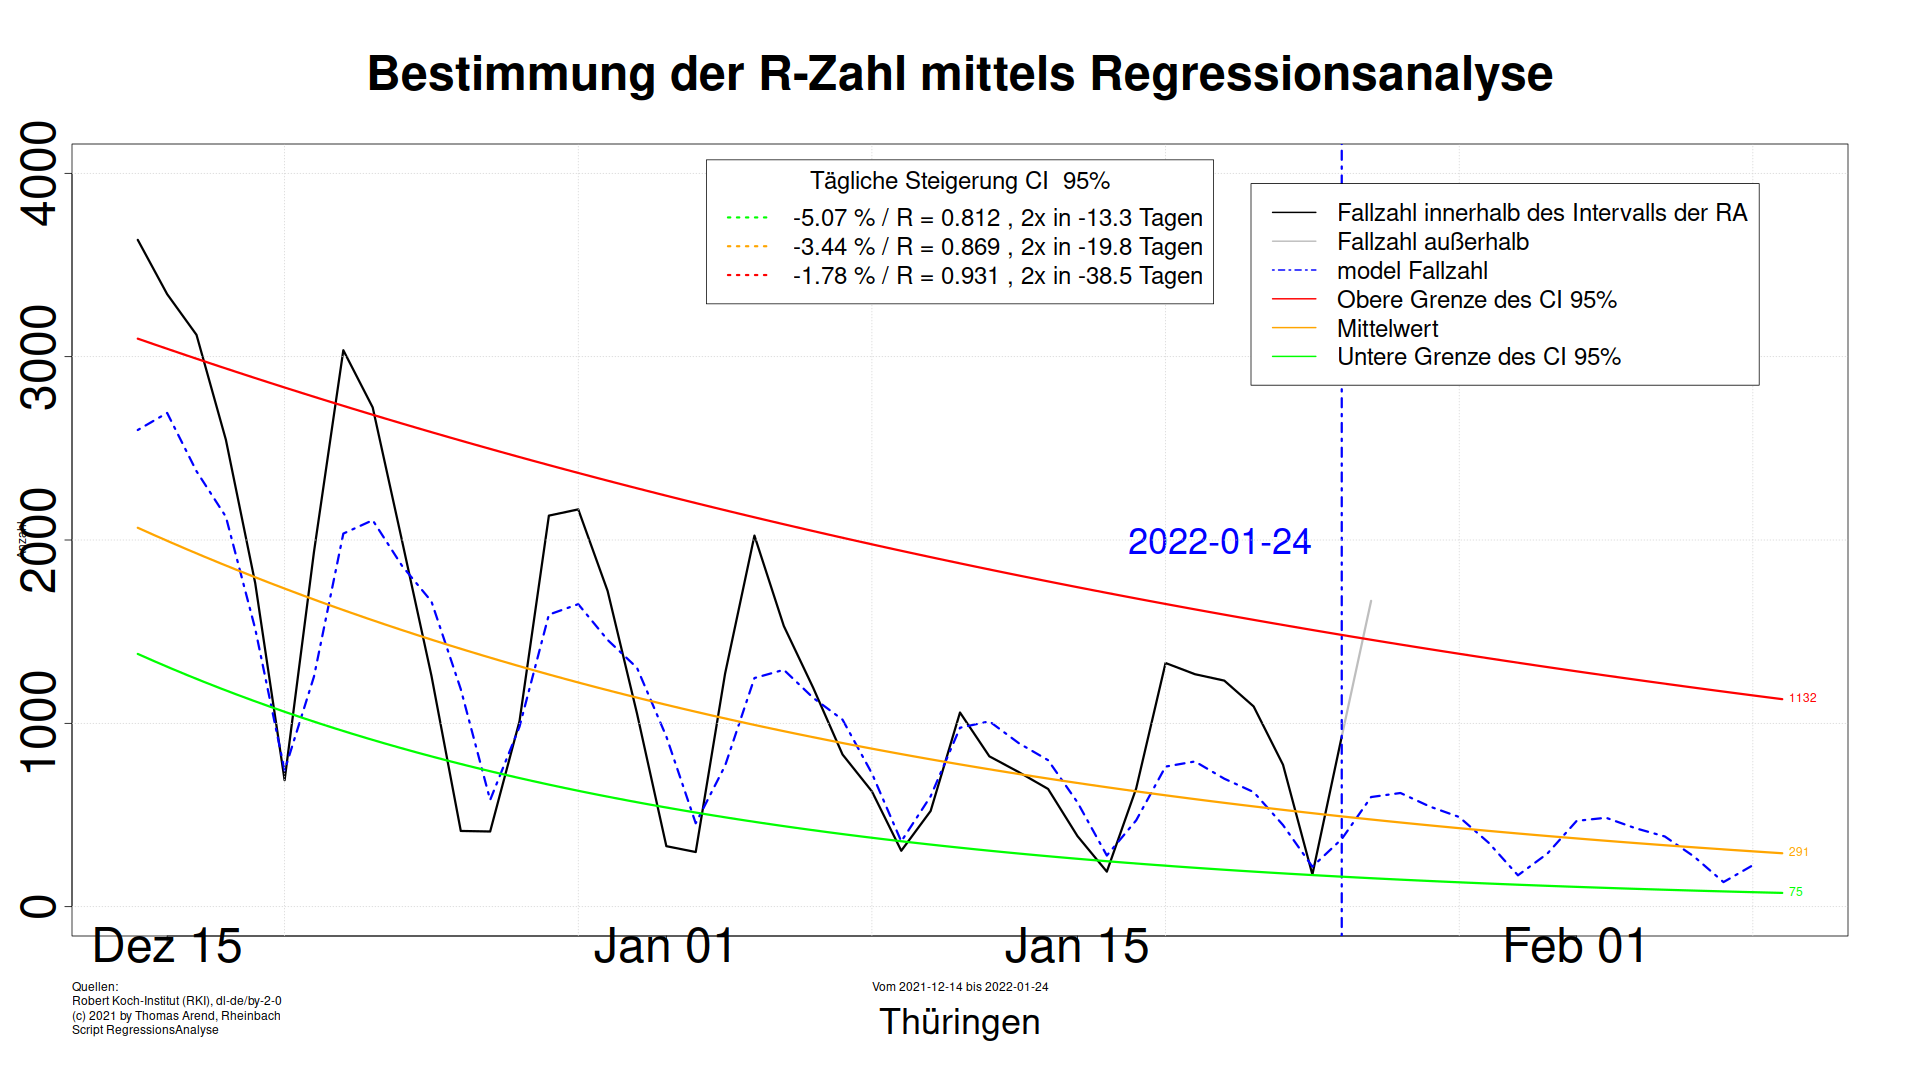 Bestimmung der R-Zahl mittels Regressionsanalyse
Anzahl
4000
3000
2000
1000
0
Tägliche Steigerung CI  95%
-5.07 % / R = 0.812 , 2x in -13.3 Tagen
-3.44 % / R = 0.869 , 2x in -19.8 Tagen
-1.78 % / R = 0.931 , 2x in -38.5 Tagen
Fallzahl innerhalb des Intervalls der RA
Fallzahl außerhalb
model Fallzahl
Obere Grenze des CI 95%
Mittelwert
Untere Grenze des CI 95%
2022-01-24
1132
291
75
Dez 15
Jan 01
Jan 15
Feb 01
Quellen:
Robert Koch-Institut (RKI), dl-de/by-2-0
(c) 2021 by Thomas Arend, Rheinbach
Script RegressionsAnalyse
Vom 2021-12-14 bis 2022-01-24
Thüringen